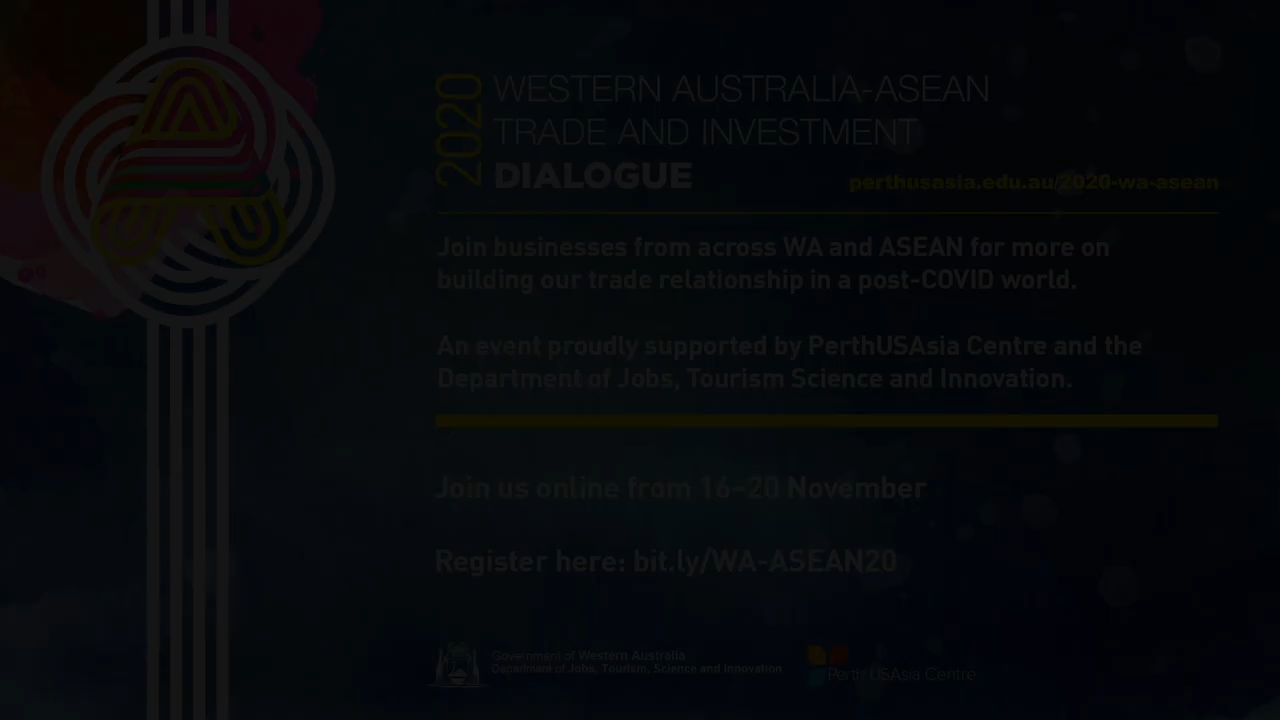 2020
WESTERN AUSTRALIA-ASEAN
TRADE AND INVESTMENT
DIALOGUE
perthusasia.edu.au/2020-wa-asean
Join businesses from across WA and ASEAN for more on
building our trade relationship in a post-COVID world.
An event proudly supported by PerthUSAsia Centre and the
Department of Jobs, Tourism Science and Innovation.
Join us online from 16–20 November
Register here: bit.ly/WA-ASEAN20
Government of Western Australia
Department of Jobs, Tourism, Science and Innovation
Perth USAsia Centre